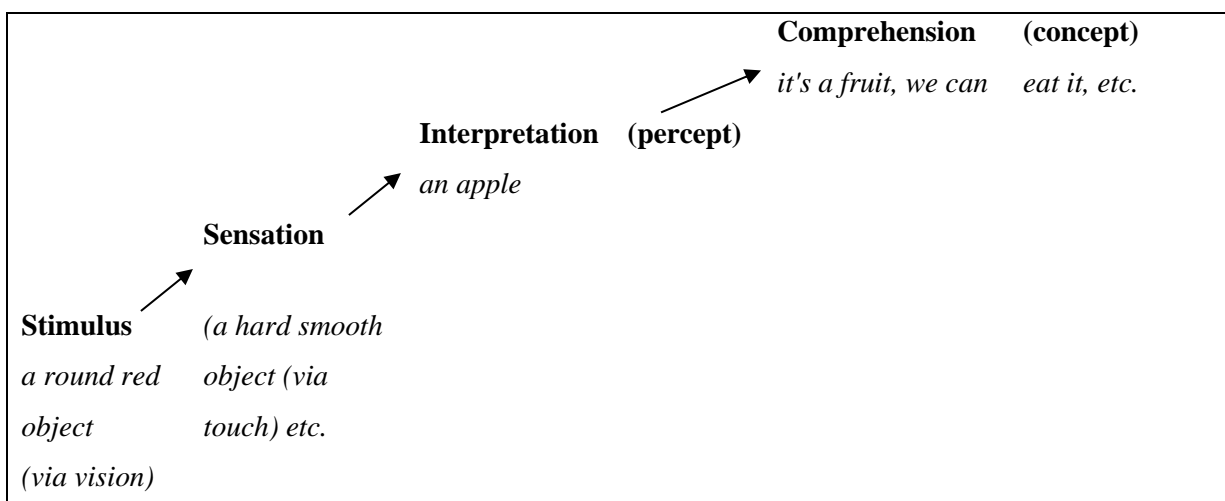 Comprehension (concept)
it's a fruit, we can eat it, etc.
Interpretation (percept)
an apple
Sensation
Stimulus (a hard smooth
a round red object (via
object touch) etc.
(via vision)